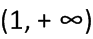 (1, + ∞)